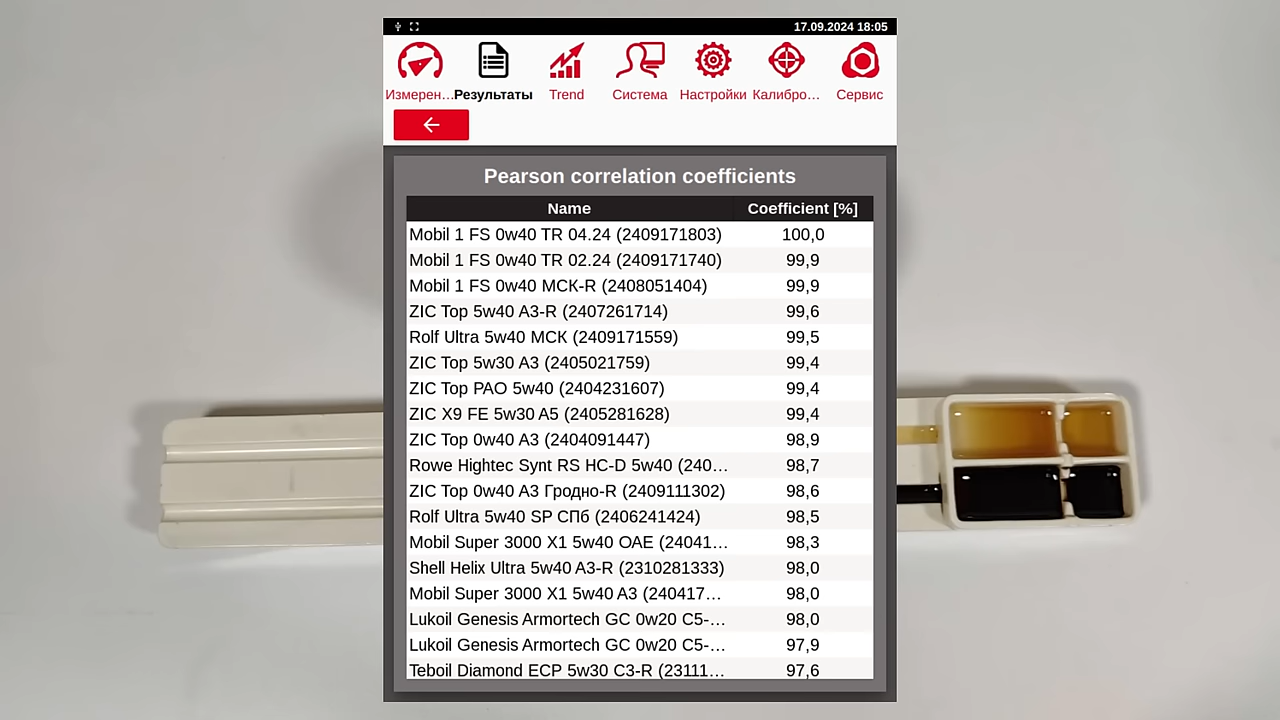 17.09.2024 18:05
Измерен… Результаты Trend Система Настройки Калибро… Сервис
Pearson correlation coefficients
Name Coefficient [%]
Mobil 1 FS 0w40 TR 04.24 (2409171803) 100,0
Mobil 1 FS 0w40 TR 02.24 (2409171740) 99,9
Mobil 1 FS 0w40 МСК-R (2408051404) 99,9
ZIC Top 5w40 A3-R (2407261714) 99,6
Rolf Ultra 5w40 МСК (2409171559) 99,5
ZIC Top 5w30 A3 (2405021759) 99,4
ZIC Top PAO 5w40 (2404231607) 99,4
ZIC X9 FE 5w30 A5 (2405281628) 99,4
ZIC Top 0w40 A3 (2404091447) 98,9
Rowe Hightec Synt RS HC-D 5w40 (240… 98,7
ZIC Top 0w40 A3 Гродно-R (2409111302) 98,6
Rolf Ultra 5w40 SP СПб (2406241424) 98,5
Mobil Super 3000 X1 5w40 ОАЕ (24041… 98,3
Shell Helix Ultra 5w40 A3-R (2310281333) 98,0
Mobil Super 3000 X1 5w40 A3 (240417… 98,0
Lukoil Genesis Armortech GC 0w20 C5-… 98,0
Lukoil Genesis Armortech GC 0w20 C5-… 97,9
Teboil Diamond ECP 5w30 C3-R (23111… 97,6